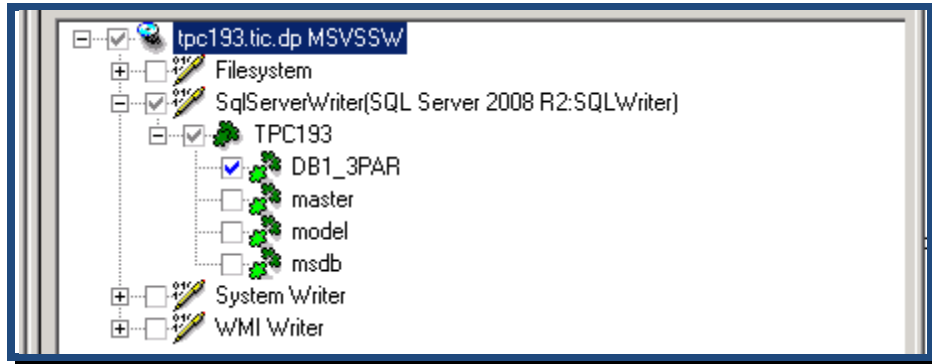 tpc193.tic.dp MSVSSW
Filesystem
SqlServerWriter(SQL Server 2008 R2:SQLWriter)
TPC193
DB1_3PAR
master
model
msdb
System Writer
WMI Writer